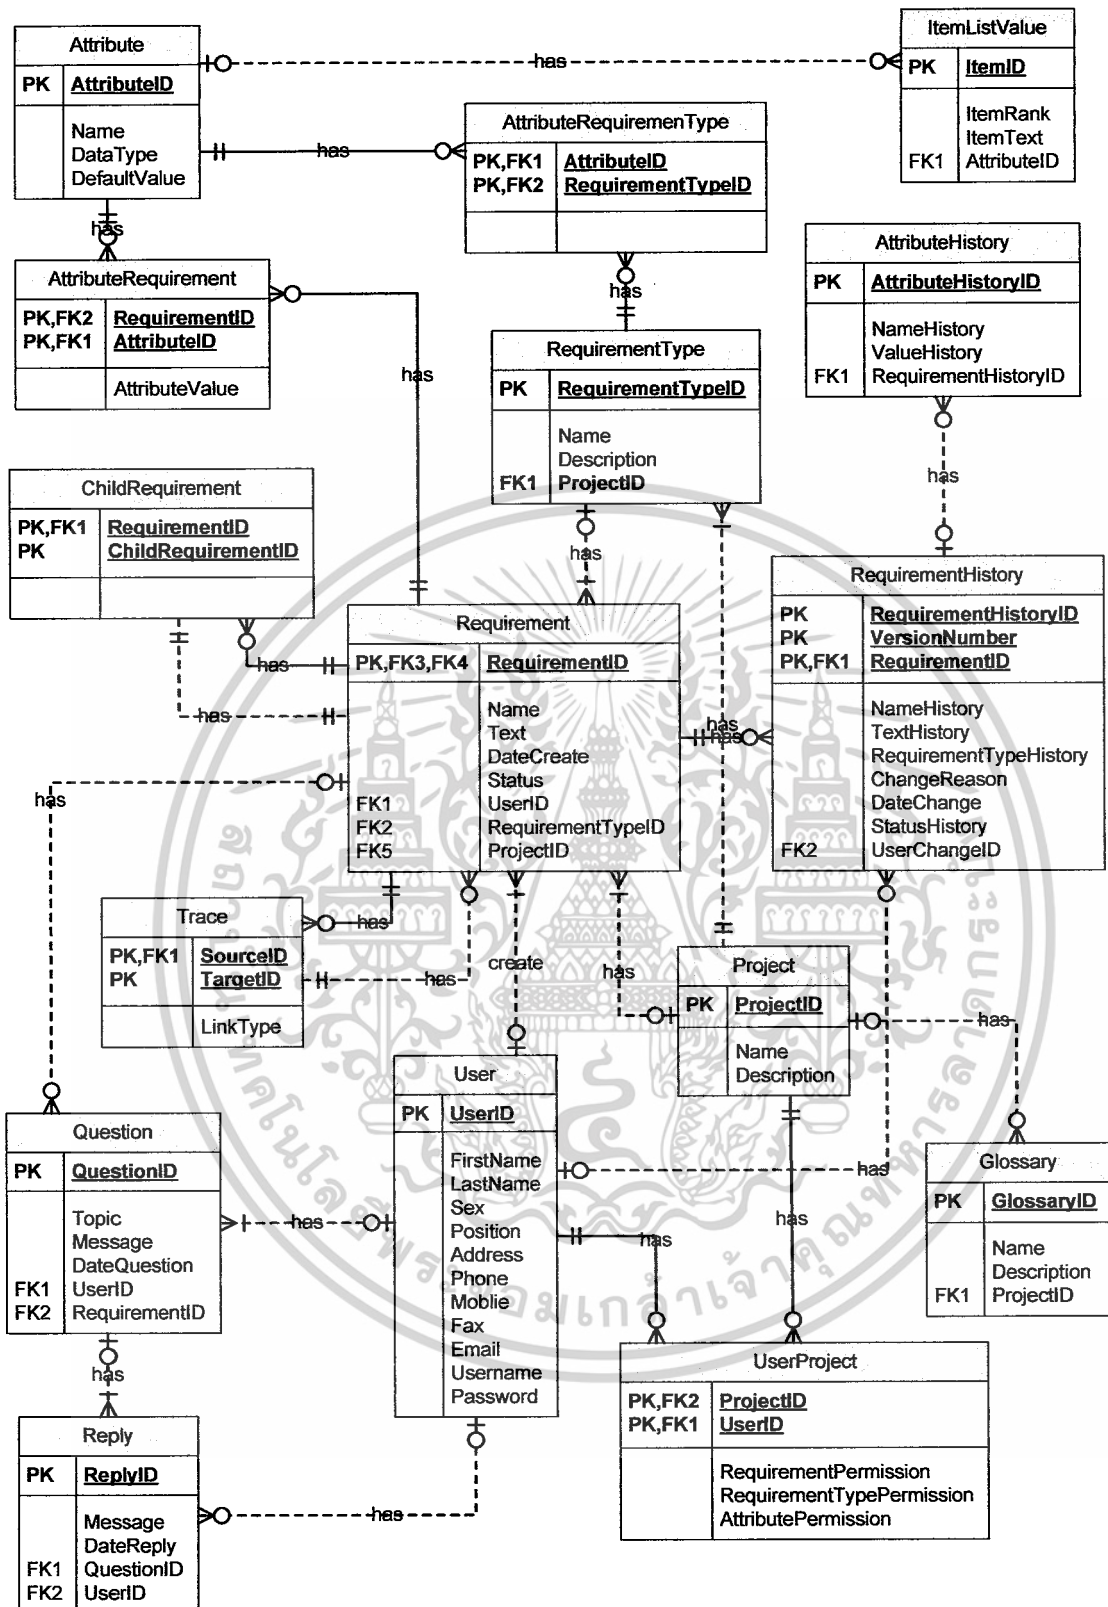 Attribute
PK AttributeID
Name
DataType
DefaultValue
has
ItemListValue
PK ItemID
ItemRank
ItemText
FK1 AttributeID
has
AttributeRequiremenType
PK,FK1 AttributeID
PK,FK2 RequirementTypeID
has
AttributeRequirement
PK,FK2 RequirementID
PK,FK1 AttributeID
AttributeValue
has
has
AttributeHistory
PK AttributeHistoryID
NameHistory
ValueHistory
FK1 RequirementHistoryID
RequirementType
PK RequirementTypeID
Name
Description
FK1 ProjectID
has
has
ChildRequirement
PK,FK1 RequirementID
PK ChildRequirementID
has
has
has
Requirement
PK,FK3,FK4 RequirementID
Name
Text
DateCreate
Status
FK1 UserID
FK2 RequirementTypeID
FK5 ProjectID
has
has
RequirementHistory
PK RequirementHistoryID
PK VersionNumber
PK,FK1 RequirementID
NameHistory
TextHistory
RequirementTypeHistory
ChangeReason
DateChange
StatusHistory
FK2 UserChangeID
has
Trace
PK,FK1 SourceID
PK TargetID
LinkType
has
has
create
has
Project
PK ProjectID
Name
Description
has
User
PK UserID
FirstName
LastName
Sex
Position
Address
Phone
Moblie
Fax
Email
Username
Password
has
has
has
Question
PK QuestionID
Topic
Message
DateQuestion
FK1 UserID
FK2 RequirementID
has
Glossary
PK GlossaryID
Name
Description
FK1 ProjectID
has
Reply
PK ReplyID
Message
DateReply
FK1 QuestionID
FK2 UserID
has
UserProject
PK,FK2 ProjectID
PK,FK1 UserID
RequirementPermission
RequirementTypePermission
AttributePermission